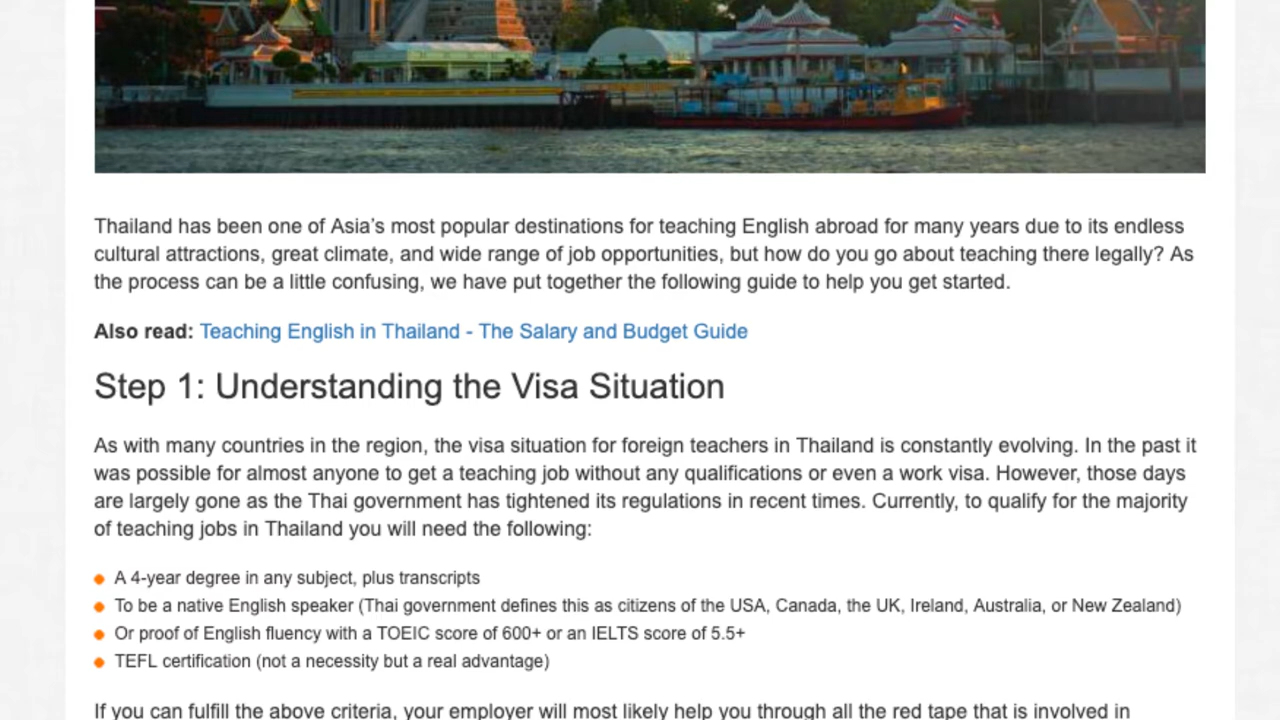 Thailand has been one of Asia’s most popular destinations for teaching English abroad for many years due to its endless
cultural attractions, great climate, and wide range of job opportunities, but how do you go about teaching there legally? As
the process can be a little confusing, we have put together the following guide to help you get started.
Also read: Teaching English in Thailand - The Salary and Budget Guide
Step 1: Understanding the Visa Situation
As with many countries in the region, the visa situation for foreign teachers in Thailand is constantly evolving. In the past it
was possible for almost anyone to get a teaching job without any qualifications or even a work visa. However, those days
are largely gone as the Thai government has tightened its regulations in recent times. Currently, to qualify for the majority
of teaching jobs in Thailand you will need the following:
A 4-year degree in any subject, plus transcripts
To be a native English speaker (Thai government defines this as citizens of the USA, Canada, the UK, Ireland, Australia, or New Zealand)
Or proof of English fluency with a TOEIC score of 600+ or an IELTS score of 5.5+
TEFL certification (not a necessity but a real advantage)
If you can fulfill the above criteria, your employer will most likely help you through all the red tape that is involved in